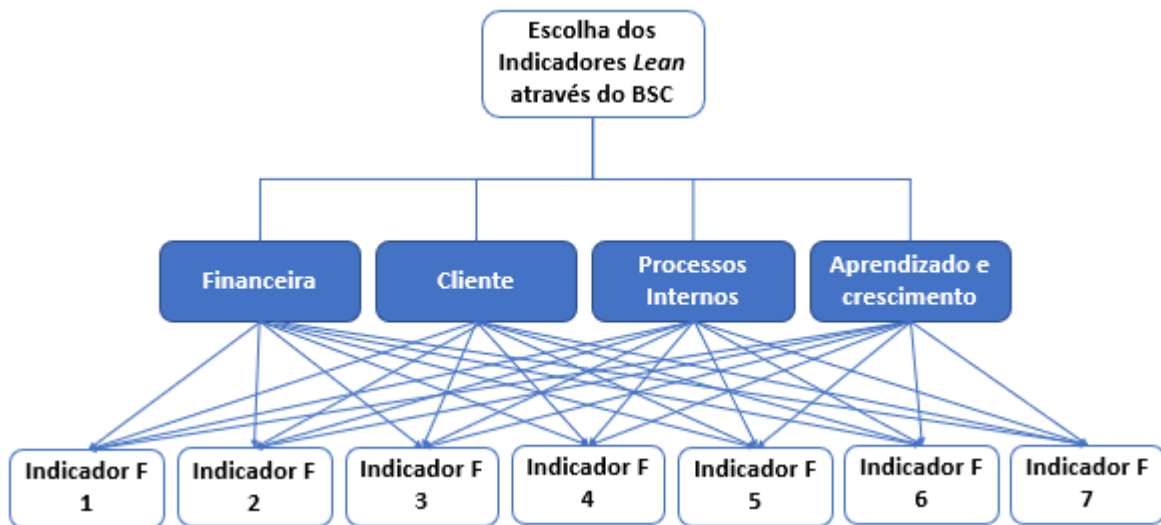 Escolha dos
Indicadores Lean
através do BSC
Financeira
Cliente
Processos
Internos
Aprendizado e
crescimento
Indicador F
1
Indicador F
2
Indicador F
3
Indicador F
4
Indicador F
5
Indicador F
6
Indicador F
7